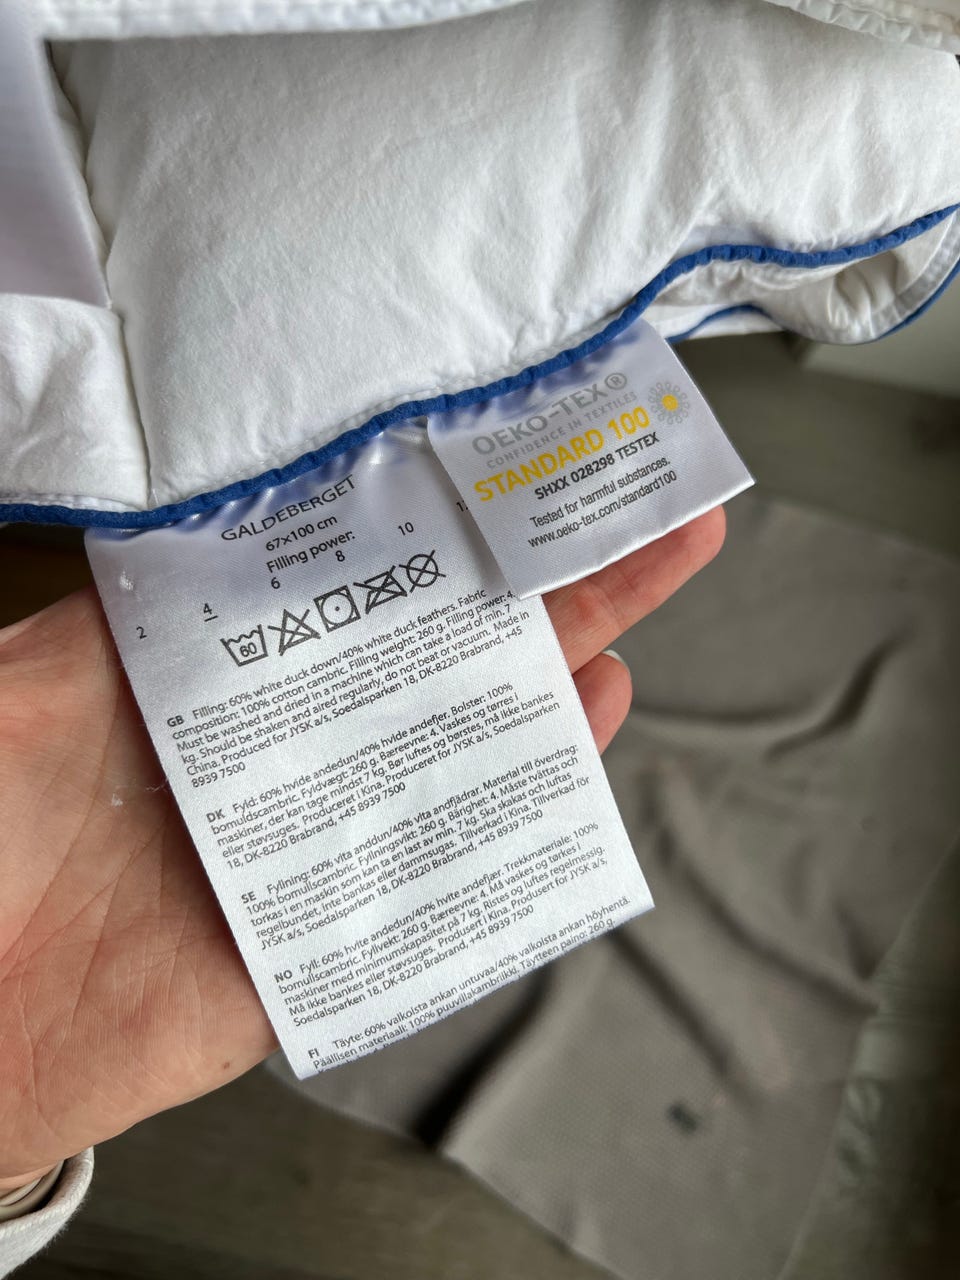 GALDEBERGET
67×100 cm
Filling power:
2 4 6 8 10
60
GB Filling: 60% white duck down/40% white duck feathers. Fabric
composition: 100% cotton cambric. Filling weight: 260 g. Filling power: 4.
Must be washed and dried in a machine which can take a load of min. 7
kg. Should be shaken and aired regularly, do not beat or vacuum. Made in
China. Produced for JYSK a/s, Soedalsparken 18, DK-8220 Brabrand, +45
8939 7500
DK Fyld: 60% hvide andedun/40% hvide andefjer. Bolster: 100%
bomuldscambric. Fyldvægt: 260 g. Bæreevne: 4. Vaskes og tørres i
maskiner, der kan tage mindst 7 kg. Bør luftes og børstes, må ikke bankes
eller støvsuges. Produceret i Kina. Produceret for JYSK a/s, Soedalsparken
18, DK-8220 Brabrand, +45 8939 7500
SE Fyllning: 60% vita anddun/40% vita andfjädrar. Material till överdrag:
100% bomullscambric. Fyllningsvikt: 260 g. Bärighet: 4. Måste tvättas och
torkas i en maskin som kan ta en last av min. 7 kg. Ska skakas och luftas
regelbundet, inte bankas eller dammsugas. Tillverkad i Kina. Tillverkad för
JYSK a/s, Soedalsparken 18, DK-8220 Brabrand, +45 8939 7500
NO Fyll: 60% hvite andedun/40% hvite andefjær. Trekkmateriale: 100%
bomullscambric. Fyllvekt: 260 g. Bæreevne: 4. Må vaskes og tørkes i
maskiner med minimumskapasitet på 7 kg. Ristes og luftes regelmessig.
Må ikke bankes eller støvsuges. Produsert i Kina. Produsert for JYSK a/s,
Soedalsparken 18, DK-8220 Brabrand, +45 8939 7500
FI Täyte: 60% valkoista ankan untuvaa/40% valkoista ankan höyhentä.
Päällisen materiaali: 100% puuvillakambriikki. Täytteen paino: 260 g.
OEKO-TEX®
CONFIDENCE IN TEXTILES
STANDARD 100
SHXX 028298 TESTEX
Tested for harmful substances.
www.oeko-tex.com/standard100